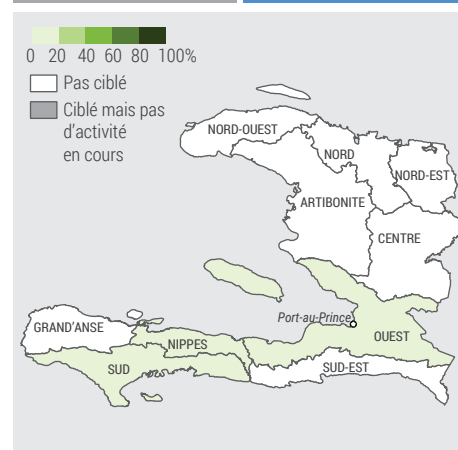 0 20 40 60 80 100%
Pas ciblé
Ciblé mais pas
d'activité
en cours
NORD-OUEST
NORD
NORD-EST
ARTIBONITE
CENTRE
Port-au-Prince
GRAND'ANSE
OUEST
NIPPES
SUD
SUD-EST